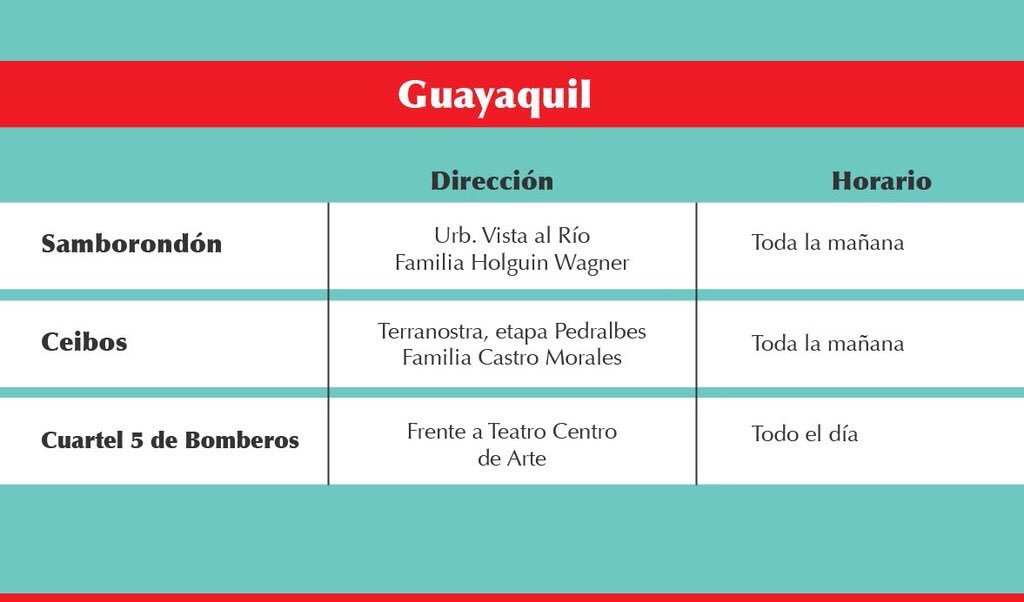 Guayaquil
Dirección
Horario
Samborondón
Urb. Vista al Río
Familia Holguin Wagner
Toda la mañana
Ceibos
Terranostra, etapa Pedralbes
Familia Castro Morales
Toda la mañana
Cuartel 5 de Bomberos
Frente a Teatro Centro
de Arte
Todo el día